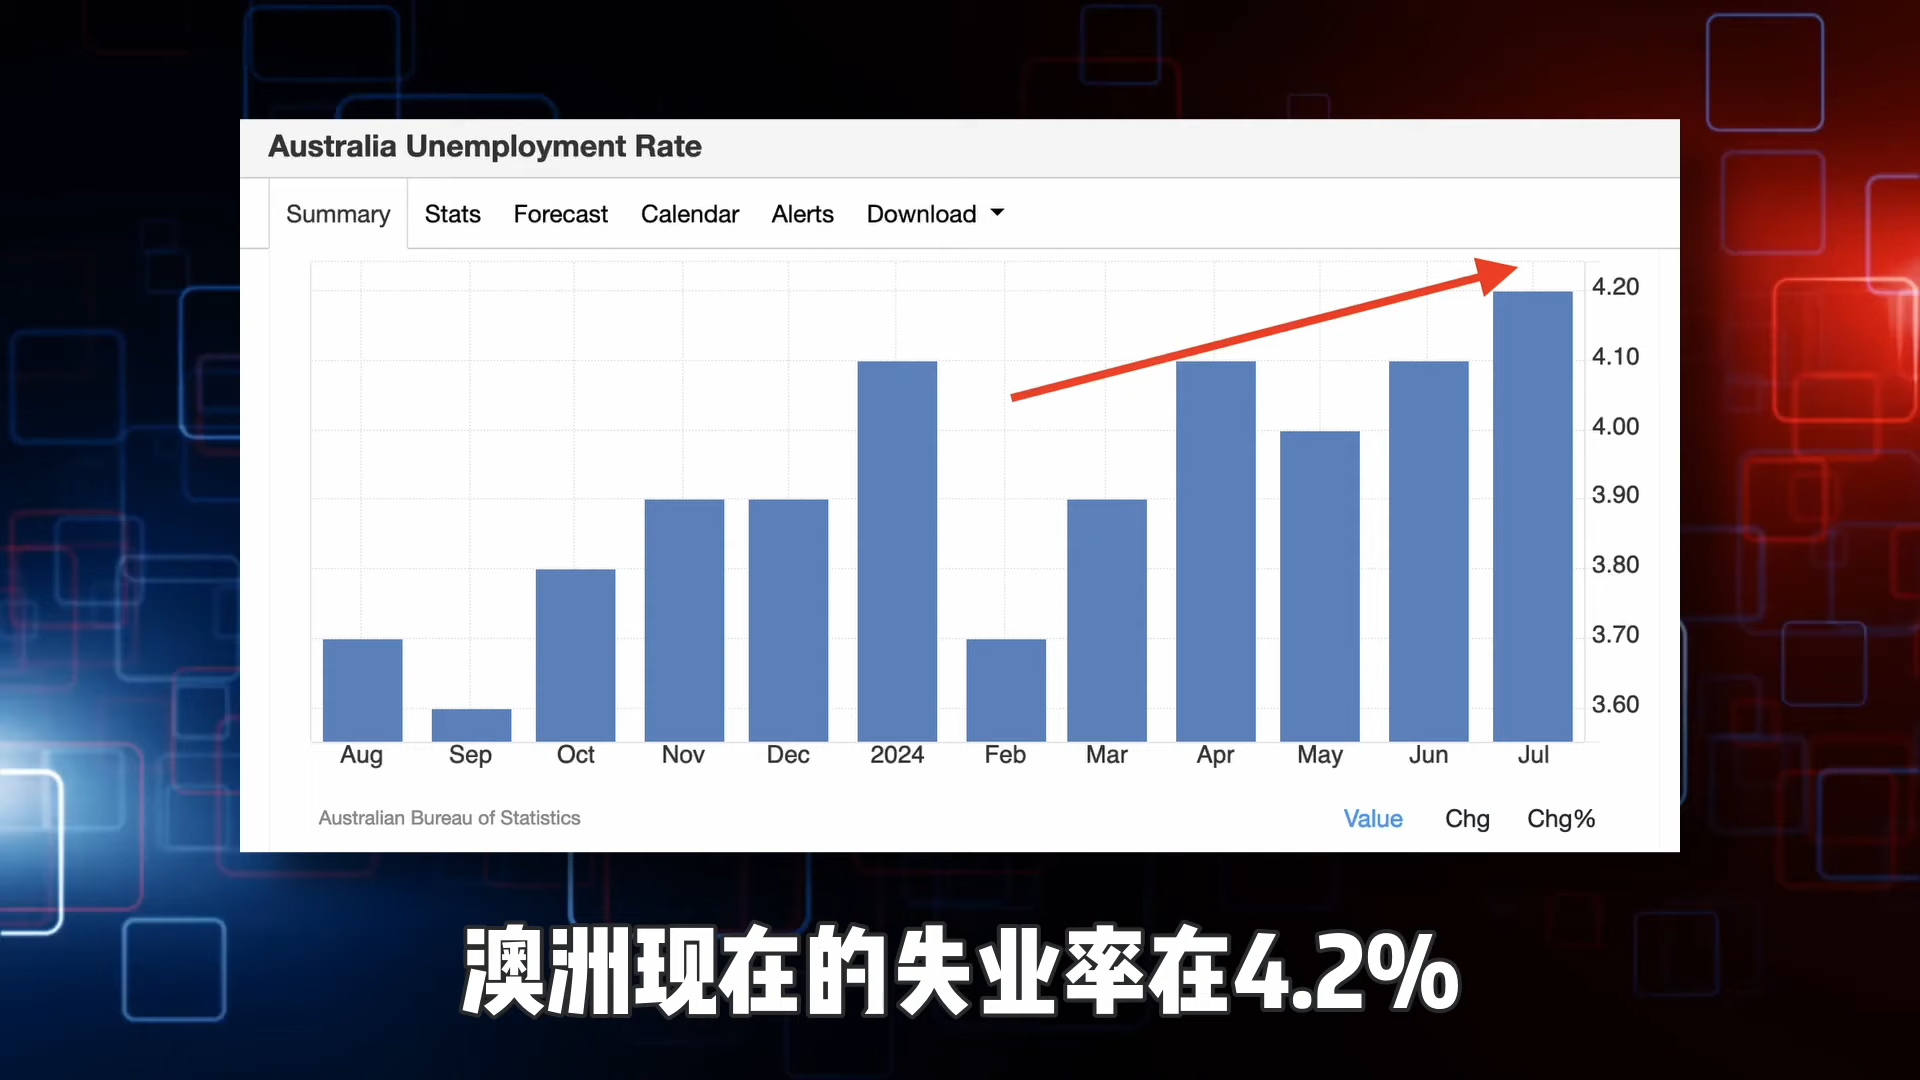 Australia Unemployment Rate
Summary Stats Forecast Calendar Alerts Download
4.20
4.10
4.00
3.90
3.80
3.70
3.60
Aug Sep Oct Nov Dec 2024 Feb Mar Apr May Jun Jul
Australian Bureau of Statistics Value Chg Chg%
澳洲现在的失业率在4.2%